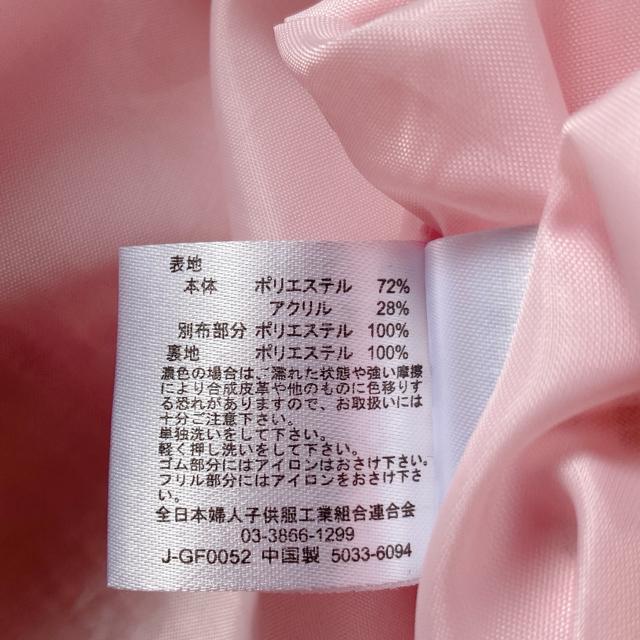 表地
本体 ポリエステル 72%
アクリル 28%
別布部分 ポリエステル 100%
裏地 ポリエステル 100%
濃色の場合は、ご濡れた状態や強い摩擦
により合成皮革や他のものに色移りす
る恐れがありますので、お取扱いには
十分ご注意下さい。
単独洗いをして下さい。
軽く押し洗いをして下さい。
ゴム部分にはアイロンはおさけ下さい。
フリル部分にはアイロンをおさけ下さ
い。
全日本婦人子供服工業組合連合会
03-3866-1299
J-GF0052 中国製 5033-6094